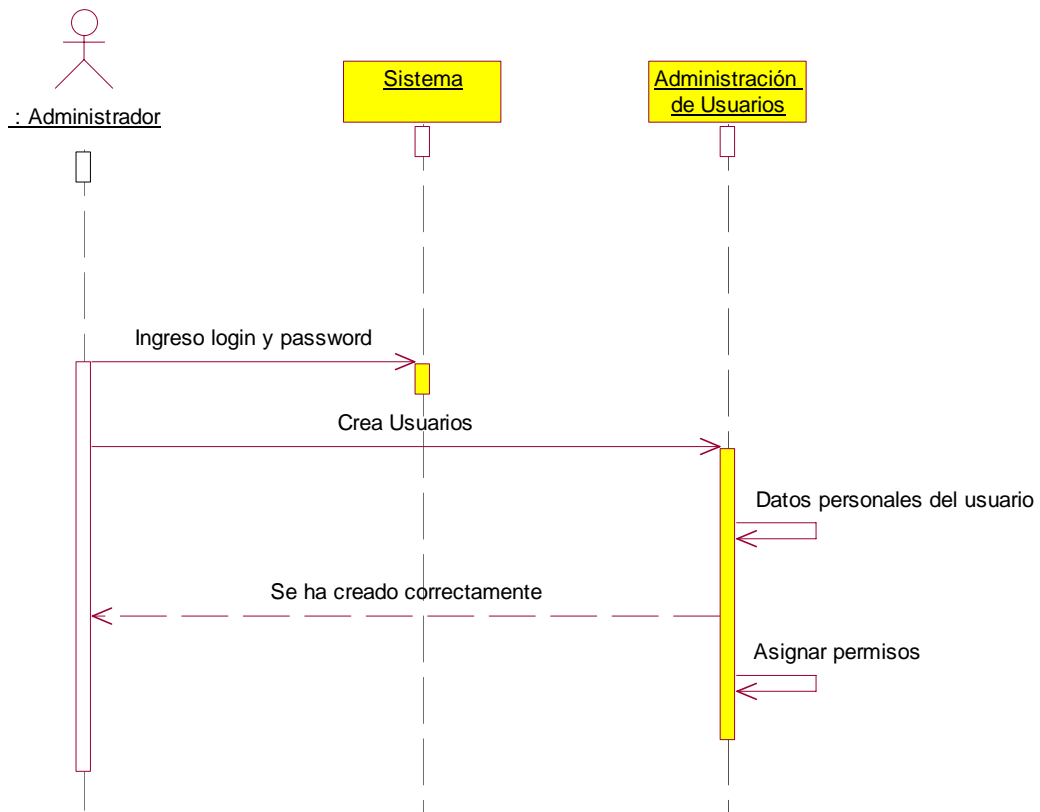 : Administrador
Sistema
Administración
de Usuarios
Ingreso login y password
Crea Usuarios
Datos personales del usuario
Se ha creado correctamente
Asignar permisos